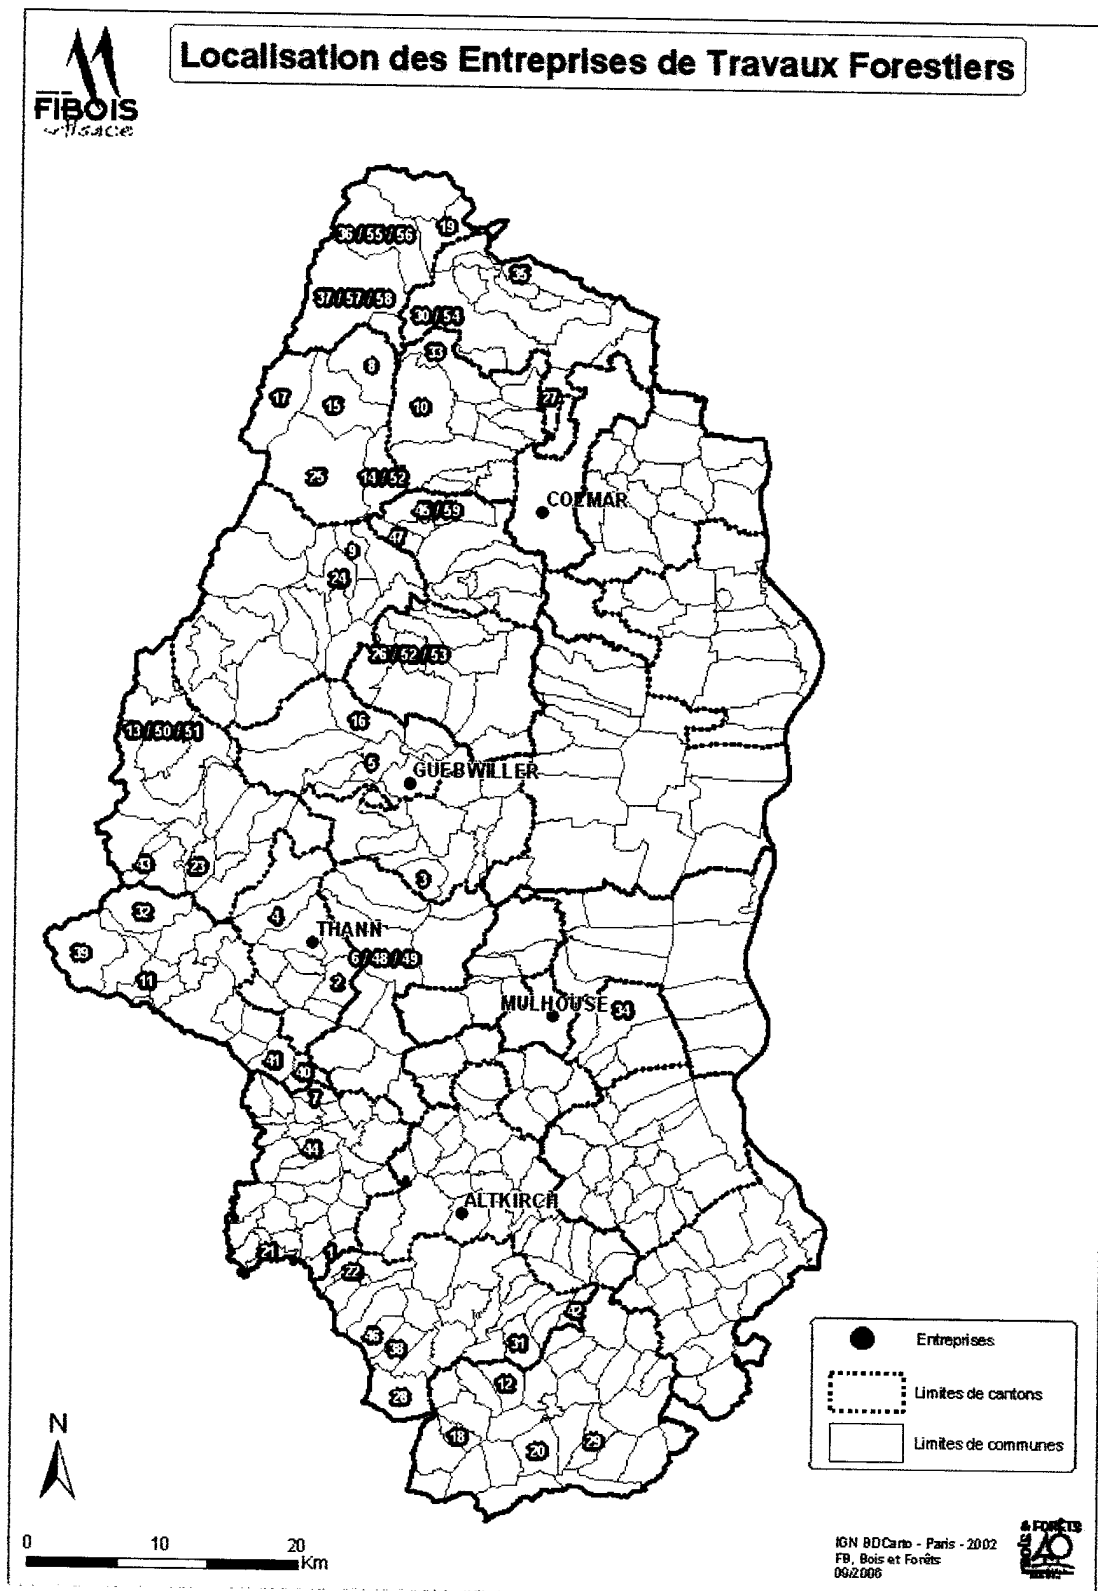 Localisation des Entreprises de Travaux Forestiers
FIBOIS
Alsace
19
36 / 55 / 56
35
37 / 57 / 58
30 / 54
33
8
17
15
10
27
25
14 / 52
COLMAR
45 / 59
47
9
24
26 / 52 / 53
16
13 / 50 / 51
5
GUEBWILLER
43
23
3
32
4
THANN
39
6 / 48 / 49
11
2
MULHOUSE
34
41
40
7
44
ALTKIRCH
21
1
22
42
46
38
31
12
28
18
20
29
Entreprises
Limites de cantons
Limites de communes
N
0 10 20
Km
IGN BDCarto - Paris - 2002
FB, Bois et Forêts
09/2006
& FORÊTS